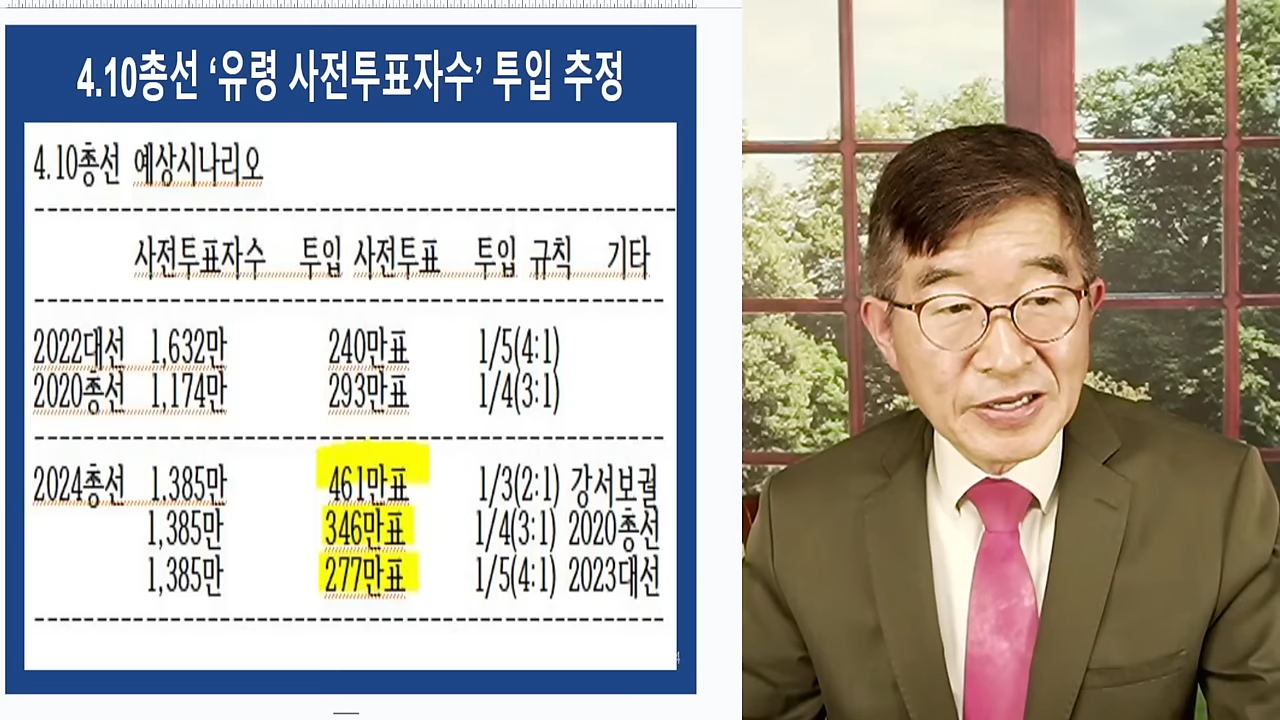 4.10총선 ‘유령 사전투표자수’ 투입 추정
4.10총선 예상시나리오
사전투표자수 투입 사전투표 투입 규칙 기타
2022대선 1,632만 240만표 1/5(4:1)
2020총선 1,174만 293만표 1/4(3:1)
2024총선 1,385만 461만표 1/3(2:1) 강서보궐
1,385만 346만표 1/4(3:1) 2020총선
1,385만 277만표 1/5(4:1) 2023대선
4